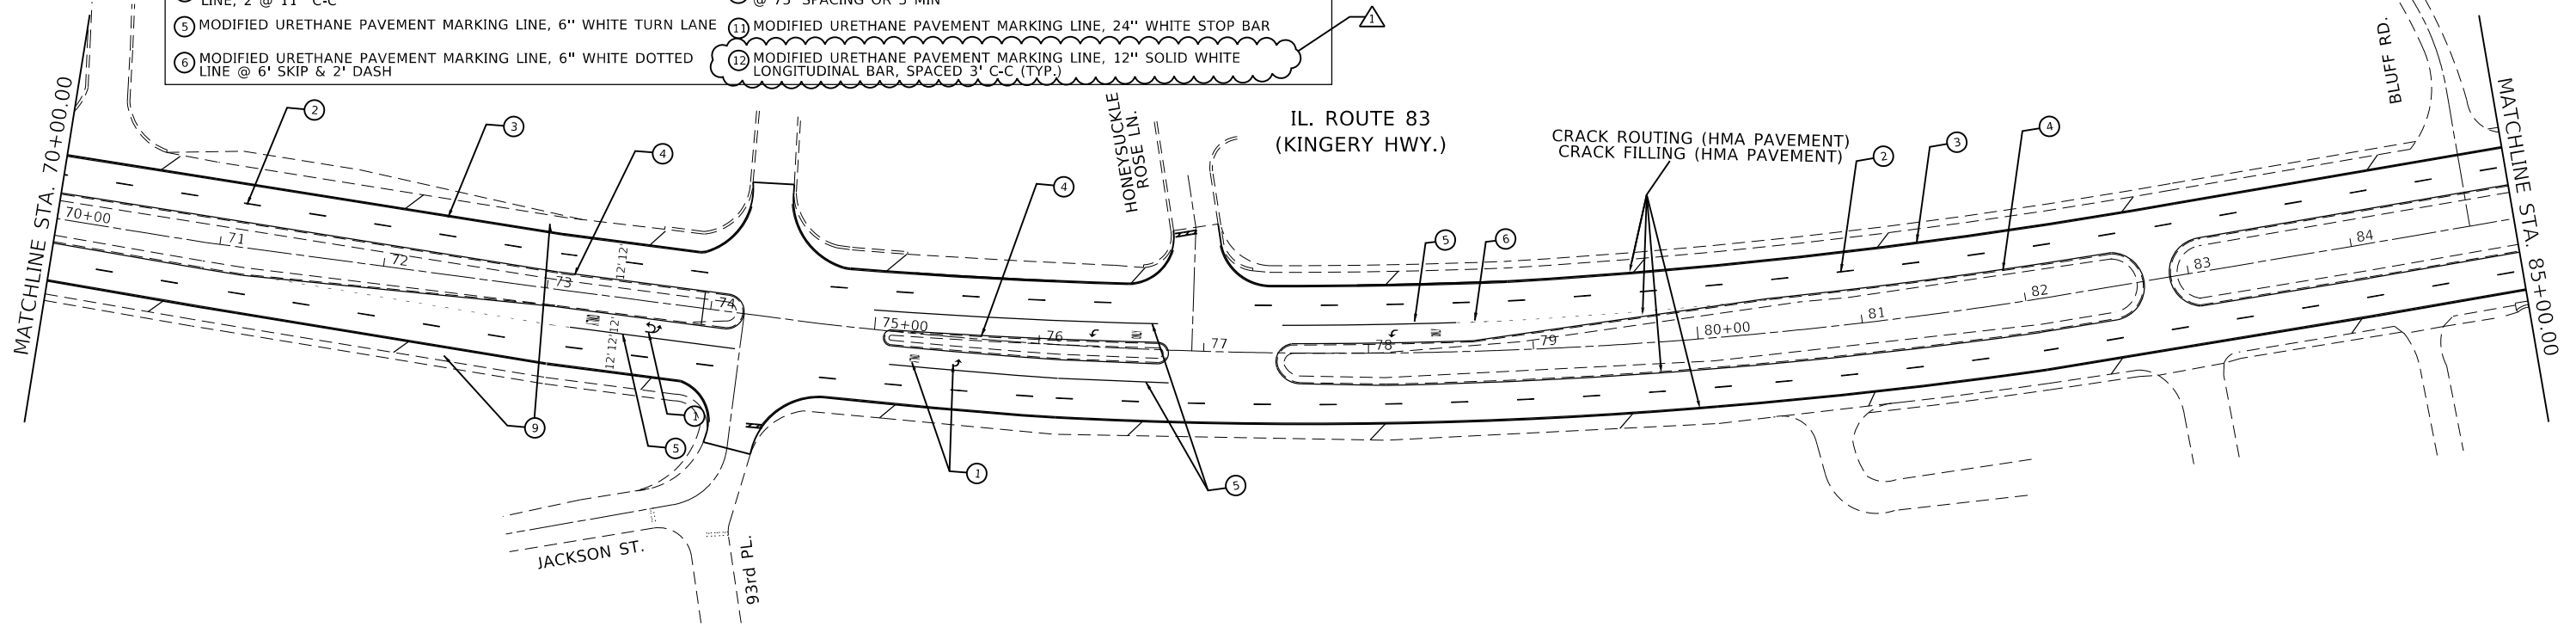 LINE, 2 @ 11" C-C
@ 75' SPACING OR 3 MIN
5 MODIFIED URETHANE PAVEMENT MARKING LINE, 6" WHITE TURN LANE
11 MODIFIED URETHANE PAVEMENT MARKING LINE, 24" WHITE STOP BAR
6 MODIFIED URETHANE PAVEMENT MARKING LINE, 6" WHITE DOTTED
LINE @ 6' SKIP & 2' DASH
12 MODIFIED URETHANE PAVEMENT MARKING LINE, 12" SOLID WHITE
LONGITUDINAL BAR, SPACED 3' C-C (TYP.)
1
BLUFF RD.
MATCHLINE STA. 70+00.00
2
3
4
4
HONEYSUCKLE
ROSE LN.
IL. ROUTE 83
(KINGERY HWY.)
CRACK ROUTING (HMA PAVEMENT)
CRACK FILLING (HMA PAVEMENT)
2
3
4
MATCHLINE STA. 85+00.00
70+00
71
72
73
74
75+00
76
77
78
79
80+00
81
82
83
84
12' 12'
12' 12' 12'
5
6
9
1
5
1
5
JACKSON ST.
93rd PL.